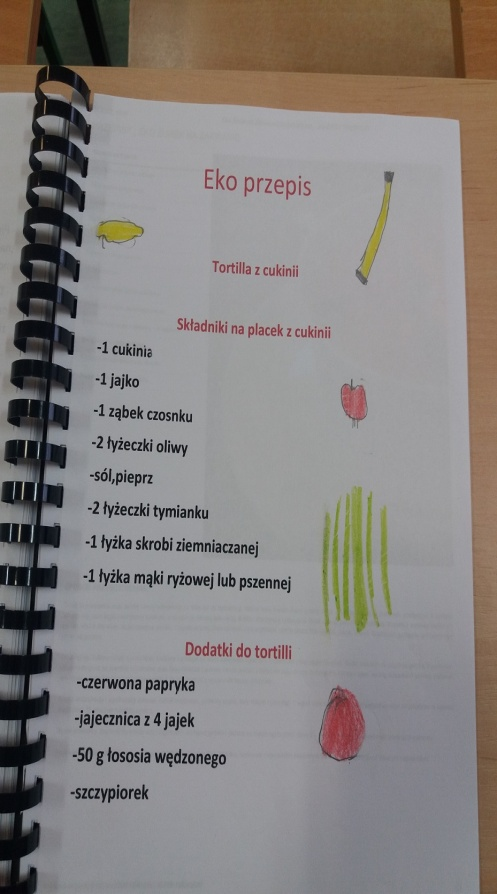 Eko przepis
Tortilla z cukinii
Składniki na placek z cukinii
-1 cukinia
-1 jajko
-1 ząbek czosnku
-2 łyżeczki oliwy
-sól,pieprz
-2 łyżeczki tymianku
-1 łyżka skrobi ziemniaczanej
-1 łyżka mąki ryżowej lub pszennej
Dodatki do tortilli
-czerwona papryka
-jajecznica z 4 jajek
-50 g łososia wędzonego
-szczypiorek